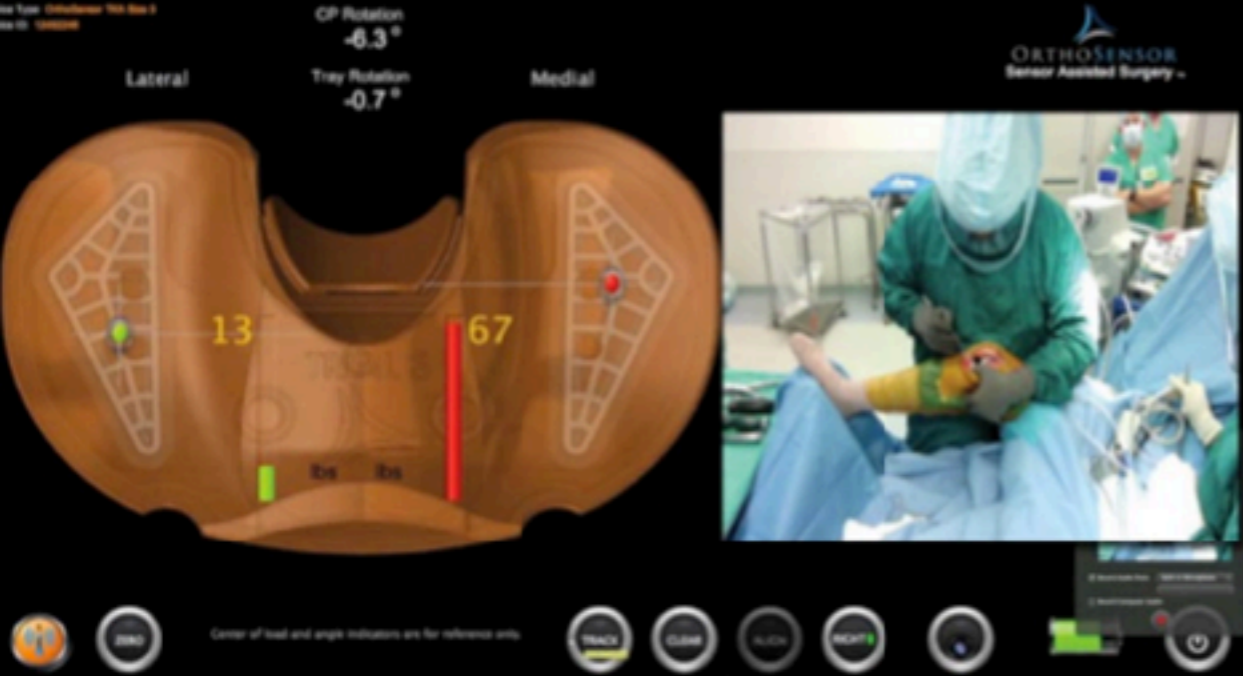 CP Rotation
-6.3°
Lateral
Tray Rotation
-0.7°
Medial
ORTHOSENSOR
Sensor Assisted Surgery
13
67
lbs
lbs
ZERO
Center of load and angle indicators are for reference only.
TRACK
CLEAR
ALIGN
RIGHT